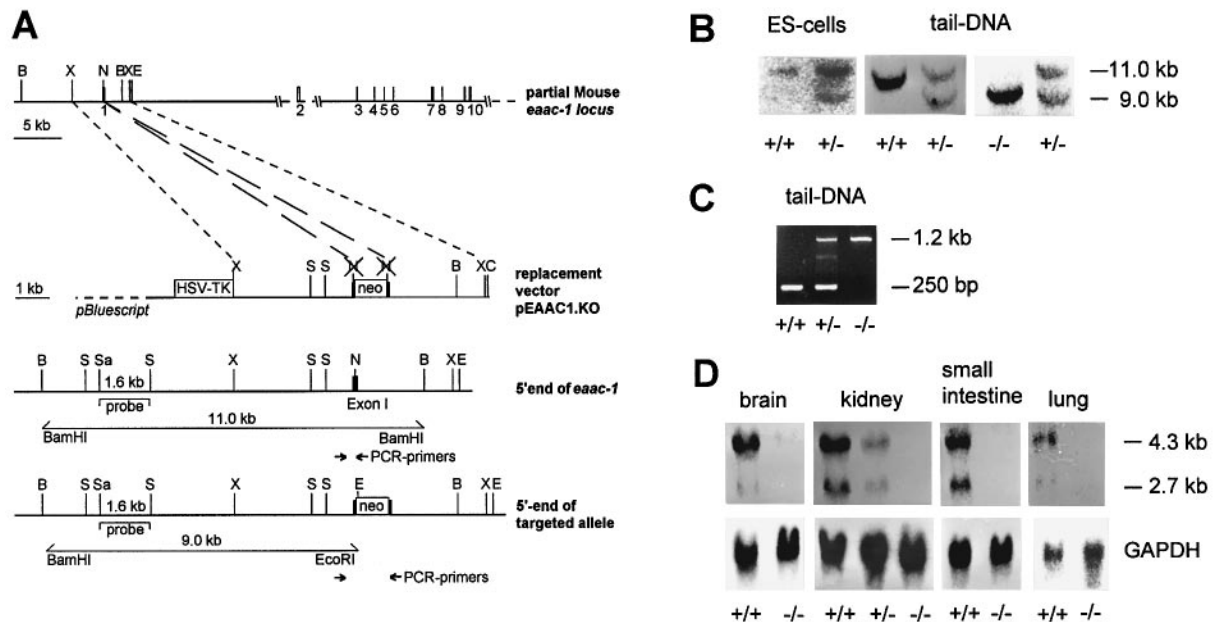 A
B X N BXE
partial Mouse
eaac-1 locus
1 2 3 4 5 6 7 8 9 10
5 kb
X S S N N B X C
HSV-TK
neo
replacement
vector
pEAAC1.KO
1 kb
pBluescript
B S Sa S X S S N B X E
1.6 kb
probe
Exon I
5'end of eaac-1
11.0 kb
BamHI BamHI
PCR-primers
B S Sa S X S S E B X E
1.6 kb
neo
probe
5'-end of
targeted allele
9.0 kb
BamHI EcoRI
PCR-primers
B
ES-cells tail-DNA
11.0 kb
9.0 kb
+/+ +/- +/+ +/- -/- +/-
C
tail-DNA
1.2 kb
250 bp
+/+ +/- -/-
D
brain kidney small intestine lung
4.3 kb
2.7 kb
GAPDH
+/+ -/- +/+ +/- -/- +/+ -/- +/+ -/-